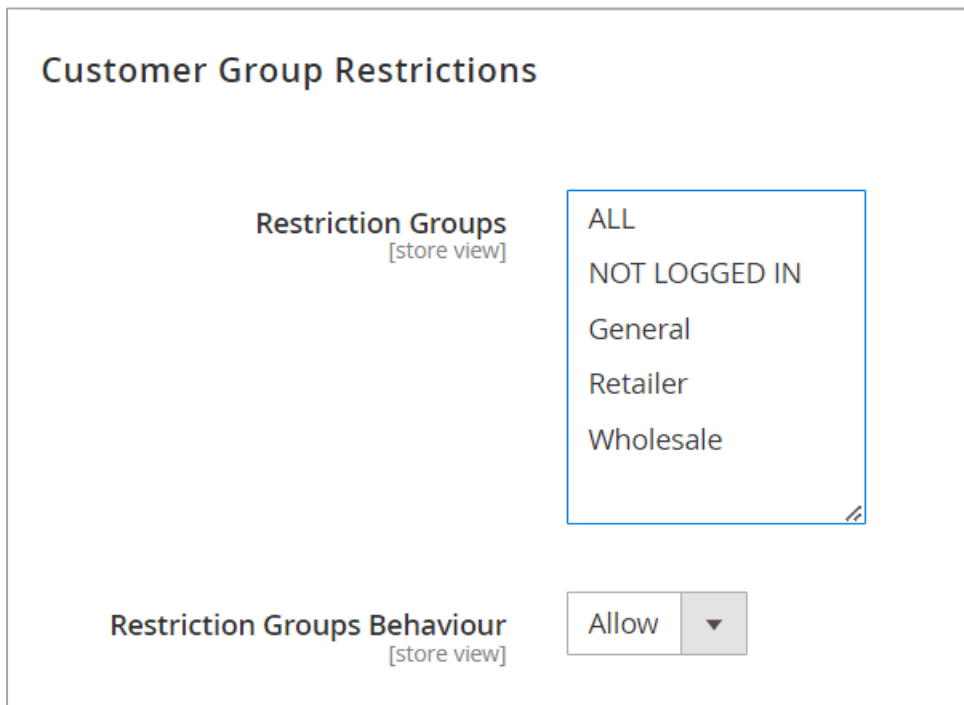 Customer Group Restrictions
Restriction Groups
[store view]
ALL
NOT LOGGED IN
General
Retailer
Wholesale
Restriction Groups Behaviour
[store view]
Allow